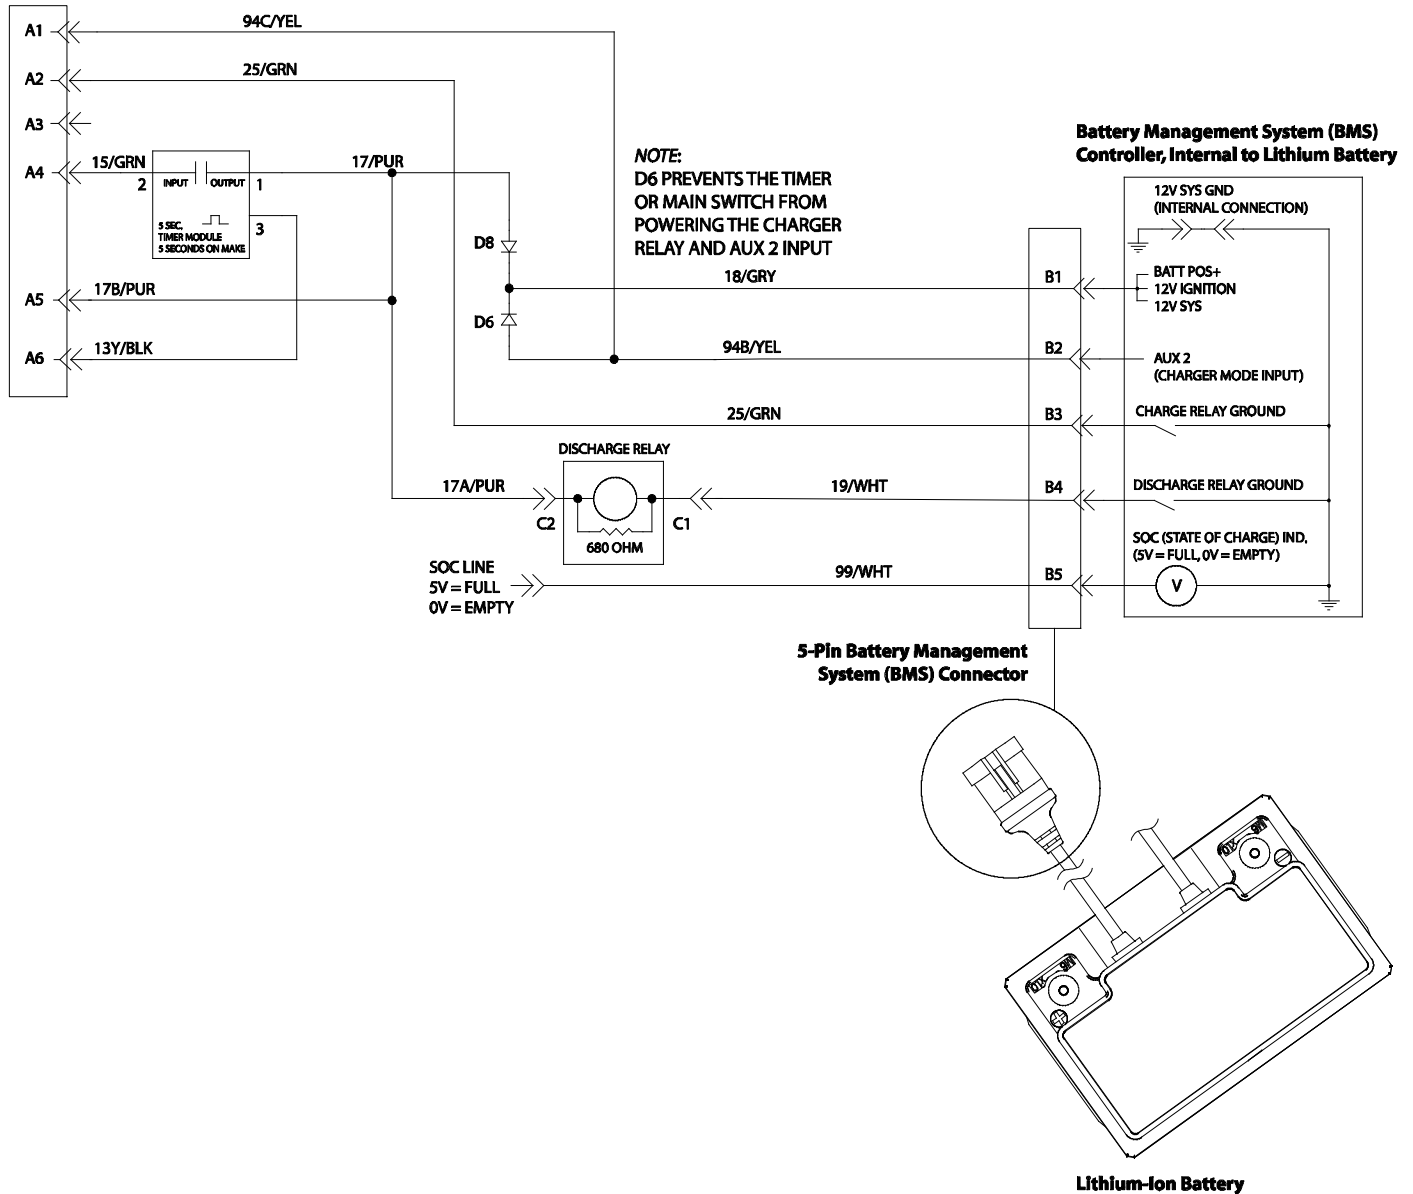 A1
94C/YEL
A2
25/GRN
A3
A4
15/GRN
2
INPUT
OUTPUT
1
17/PUR
5 SEC,
TIMER MODULE
5 SECONDS ON MAKE
3
A5
17B/PUR
A6
13Y/BLK
D8
D6
NOTE:
D6 PREVENTS THE TIMER
OR MAIN SWITCH FROM
POWERING THE CHARGER
RELAY AND AUX 2 INPUT
18/GRY
94B/YEL
25/GRN
DISCHARGE RELAY
17A/PUR
C2
C1
680 OHM
19/WHT
SOC LINE
5V = FULL
0V = EMPTY
99/WHT
B1
B2
B3
B4
B5
Battery Management System (BMS)
Controller, Internal to Lithium Battery
12V SYS GND
(INTERNAL CONNECTION)
BATT POS+
12V IGNITION
12V SYS
AUX 2
(CHARGER MODE INPUT)
CHARGE RELAY GROUND
DISCHARGE RELAY GROUND
SOC (STATE OF CHARGE) IND,
(5V = FULL, 0V = EMPTY)
V
5-Pin Battery Management
System (BMS) Connector
Lithium-Ion Battery